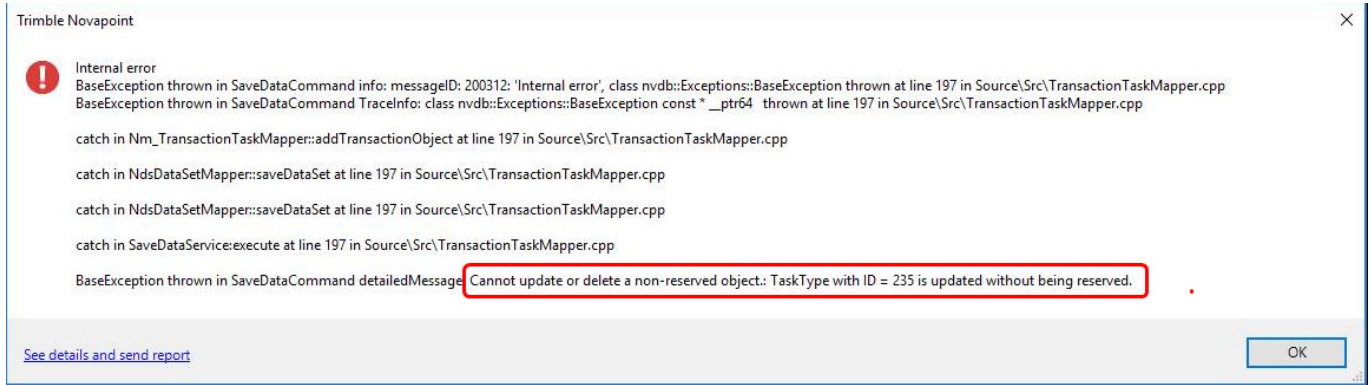 Trimble Novapoint
Internal error
BaseException thrown in SaveDataCommand info: messageID: 200312: 'Internal error', class nvdb::Exceptions::BaseException thrown at line 197 in Source\Src\TransactionTaskMapper.cpp
BaseException thrown in SaveDataCommand TraceInfo: class nvdb::Exceptions::BaseException const * __ptr64 thrown at line 197 in Source\Src\TransactionTaskMapper.cpp
catch in Nm_TransactionTaskMapper::addTransactionObject at line 197 in Source\Src\TransactionTaskMapper.cpp
catch in NdsDataSetMapper::saveDataSet at line 197 in Source\Src\TransactionTaskMapper.cpp
catch in NdsDataSetMapper::saveDataSet at line 197 in Source\Src\TransactionTaskMapper.cpp
catch in SaveDataService:execute at line 197 in Source\Src\TransactionTaskMapper.cpp
BaseException thrown in SaveDataCommand detailedMessage Cannot update or delete a non-reserved object.: TaskType with ID = 235 is updated without being reserved.
See details and send report
OK